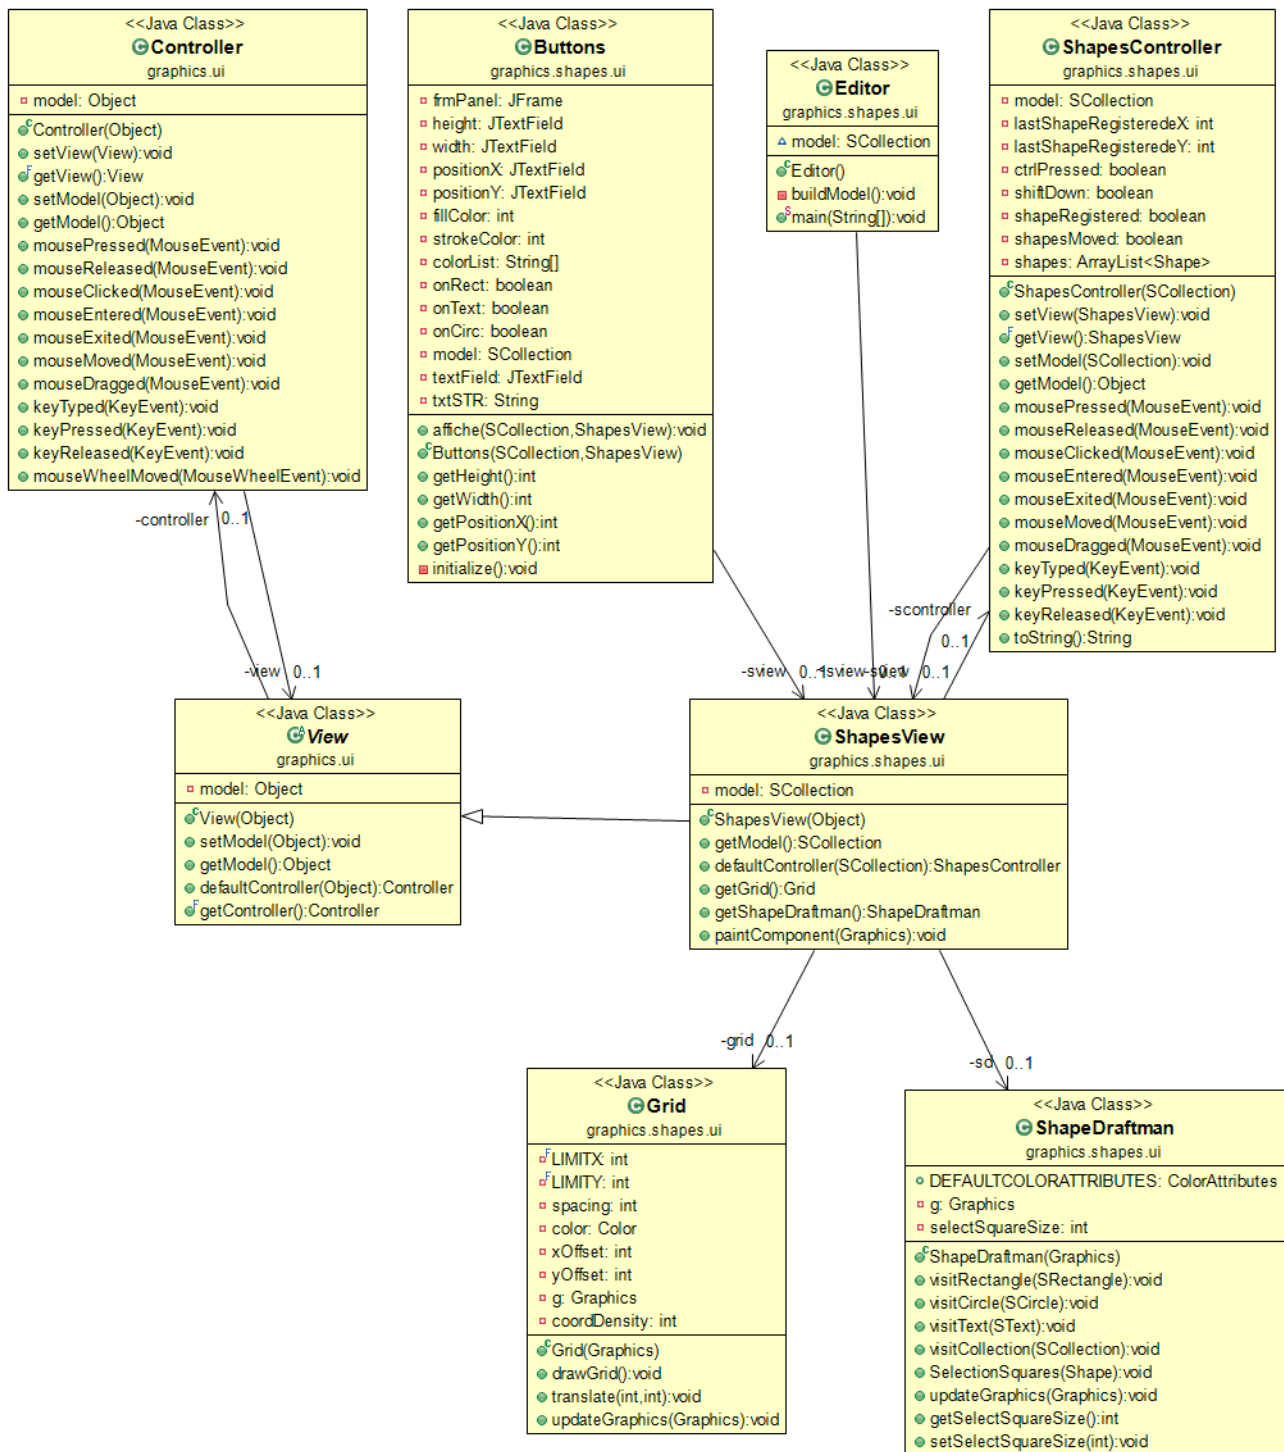 <<Java Class>>
Controller
graphics.ui
model: Object
Controller(Object)
setView(View):void
getView():View
setModel(Object):void
getModel():Object
mousePressed(MouseEvent):void
mouseReleased(MouseEvent):void
mouseClicked(MouseEvent):void
mouseEntered(MouseEvent):void
mouseExited(MouseEvent):void
mouseMoved(MouseEvent):void
mouseDragged(MouseEvent):void
keyTyped(KeyEvent):void
keyPressed(KeyEvent):void
keyReleased(KeyEvent):void
mouseWheelMoved(MouseWheelEvent):void
<<Java Class>>
Buttons
graphics.shapes.ui
frmPanel: JFrame
height: JTextField
width: JTextField
positionX: JTextField
positionY: JTextField
fillColor: int
strokeColor: int
colorList: String[]
onRect: boolean
onText: boolean
onCirc: boolean
model: SCollection
textField: JTextField
txtSTR: String
affiche(SCollection,ShapesView):void
Buttons(SCollection,ShapesView)
getHeight():int
getWidth():int
getPositionX():int
getPositionY():int
initialize():void
<<Java Class>>
Editor
graphics.shapes.ui
model: SCollection
Editor()
buildModel():void
main(String[]):void
<<Java Class>>
ShapesController
graphics.shapes.ui
model: SCollection
lastShapeRegisteredeX: int
lastShapeRegisteredeY: int
ctrlPressed: boolean
shiftDown: boolean
shapeRegistered: boolean
shapesMoved: boolean
shapes: ArrayList<Shape>
ShapesController(SCollection)
setView(ShapesView):void
getView():ShapesView
setModel(SCollection):void
getModel():Object
mousePressed(MouseEvent):void
mouseReleased(MouseEvent):void
mouseClicked(MouseEvent):void
mouseEntered(MouseEvent):void
mouseExited(MouseEvent):void
mouseMoved(MouseEvent):void
mouseDragged(MouseEvent):void
keyTyped(KeyEvent):void
keyPressed(KeyEvent):void
keyReleased(KeyEvent):void
toString():String
-controller 0..1
-scontroller
0..1
-view 0..1
-sview 0..1
-sview
0..1
-sview
0..1
<<Java Class>>
View
graphics.ui
model: Object
View(Object)
setModel(Object):void
getModel():Object
defaultController(Object):Controller
getController():Controller
<<Java Class>>
ShapesView
graphics.shapes.ui
model: SCollection
ShapesView(Object)
getModel():SCollection
defaultController(SCollection):ShapesController
getGrid():Grid
getShapeDraftman():ShapeDraftman
paintComponent(Graphics):void
-grid 0..1
-sd 0..1
<<Java Class>>
Grid
graphics.shapes.ui
LIMITX: int
LIMITY: int
spacing: int
color: Color
xOffset: int
yOffset: int
g: Graphics
coordDensity: int
Grid(Graphics)
drawGrid():void
translate(int,int):void
updateGraphics(Graphics):void
<<Java Class>>
ShapeDraftman
graphics.shapes.ui
DEFAULTCOLORATTRIBUTES: ColorAttributes
g: Graphics
selectSquareSize: int
ShapeDraftman(Graphics)
visitRectangle(SRectangle):void
visitCircle(SCircle):void
visitText(SText):void
visitCollection(SCollection):void
SelectionSquares(Shape):void
updateGraphics(Graphics):void
getSelectSquareSize():int
setSelectSquareSize(int):void